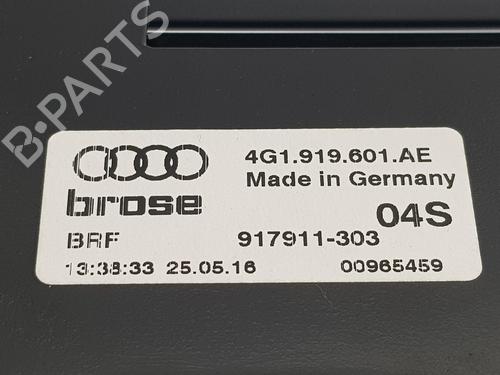 B-PARTS
4G1.919.601.AE
Made in Germany
brose
04S
BRF 917911-303
13:38:33 25.05.16 00965459